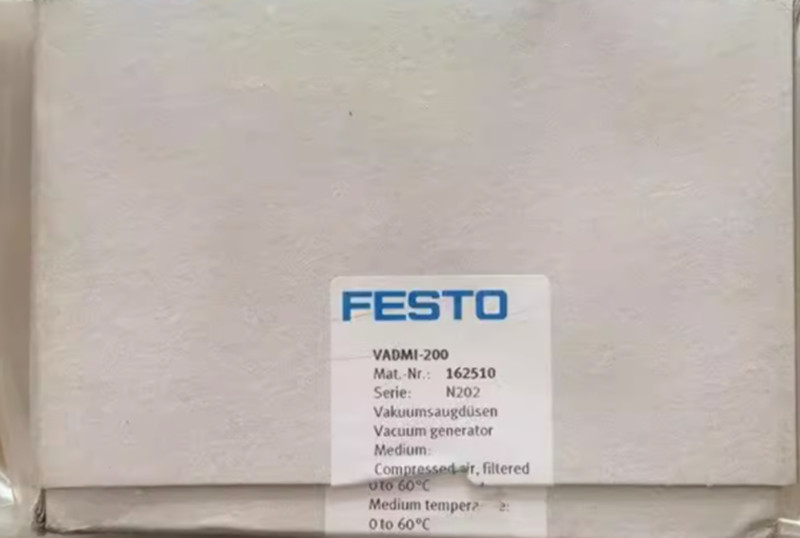 FESTO
VADMI-200
Mat.-Nr.: 162510
Serie: N202
Vakuumsaugdüsen
Vacuum generator
Medium:
Compressed air, filtered
0 to 60°C
Medium
0 to 60°C